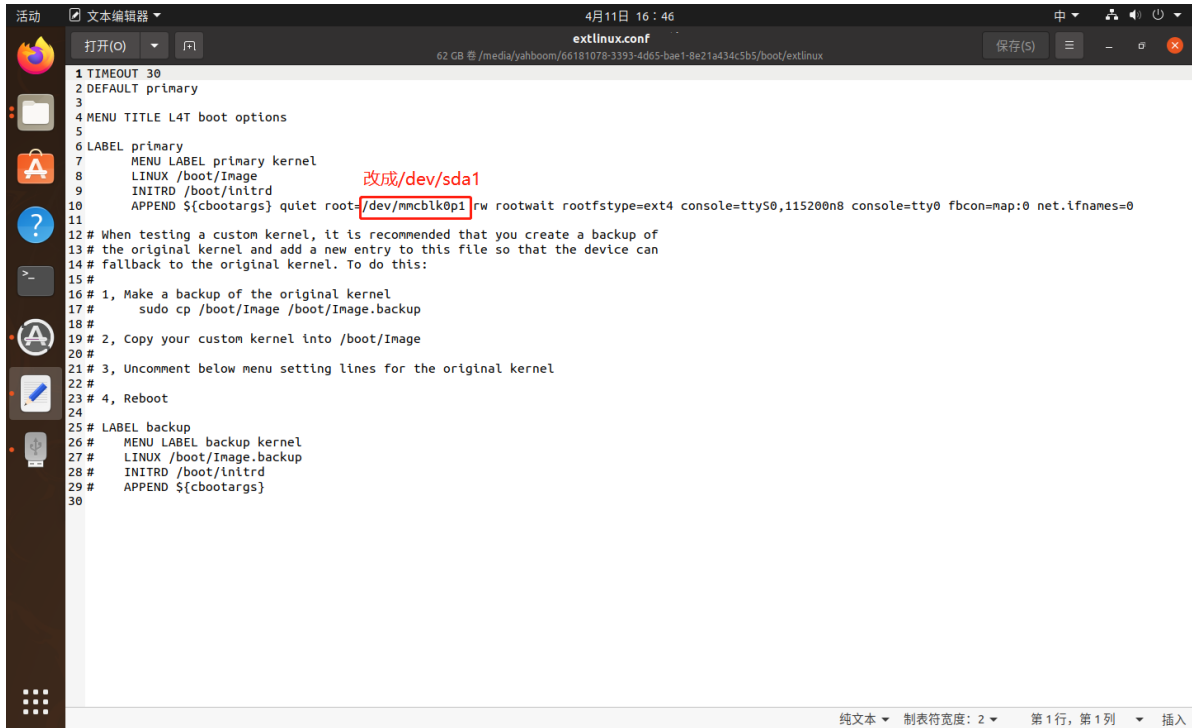 活动
文本编辑器
4月11日 16：46
中
打开(O)
extlinux.conf
62 GB 卷 /media/yahboom/66181078-3393-4d65-bae1-8e21a434c5b5/boot/extlinux
保存(S)
1 TIMEOUT 30
2 DEFAULT primary
3
4 MENU TITLE L4T boot options
5
6 LABEL primary
7 MENU LABEL primary kernel
8 LINUX /boot/Image
改成/dev/sda1
9 INITRD /boot/initrd
10 APPEND ${cbootargs} quiet root=/dev/mmcblk0p1 rw rootwait rootfstype=ext4 console=ttyS0,115200n8 console=tty0 fbcon=map:0 net.ifnames=0
11
12 # When testing a custom kernel, it is recommended that you create a backup of
13 # the original kernel and add a new entry to this file so that the device can
14 # fallback to the original kernel. To do this:
15 #
16 # 1, Make a backup of the original kernel
17 # sudo cp /boot/Image /boot/Image.backup
18 #
19 # 2, Copy your custom kernel into /boot/Image
20 #
21 # 3, Uncomment below menu setting lines for the original kernel
22 #
23 # 4, Reboot
24
25 # LABEL backup
26 # MENU LABEL backup kernel
27 # LINUX /boot/Image.backup
28 # INITRD /boot/initrd
29 # APPEND ${cbootargs}
30
纯文本
制表符宽度：2
第1行，第1列
插入